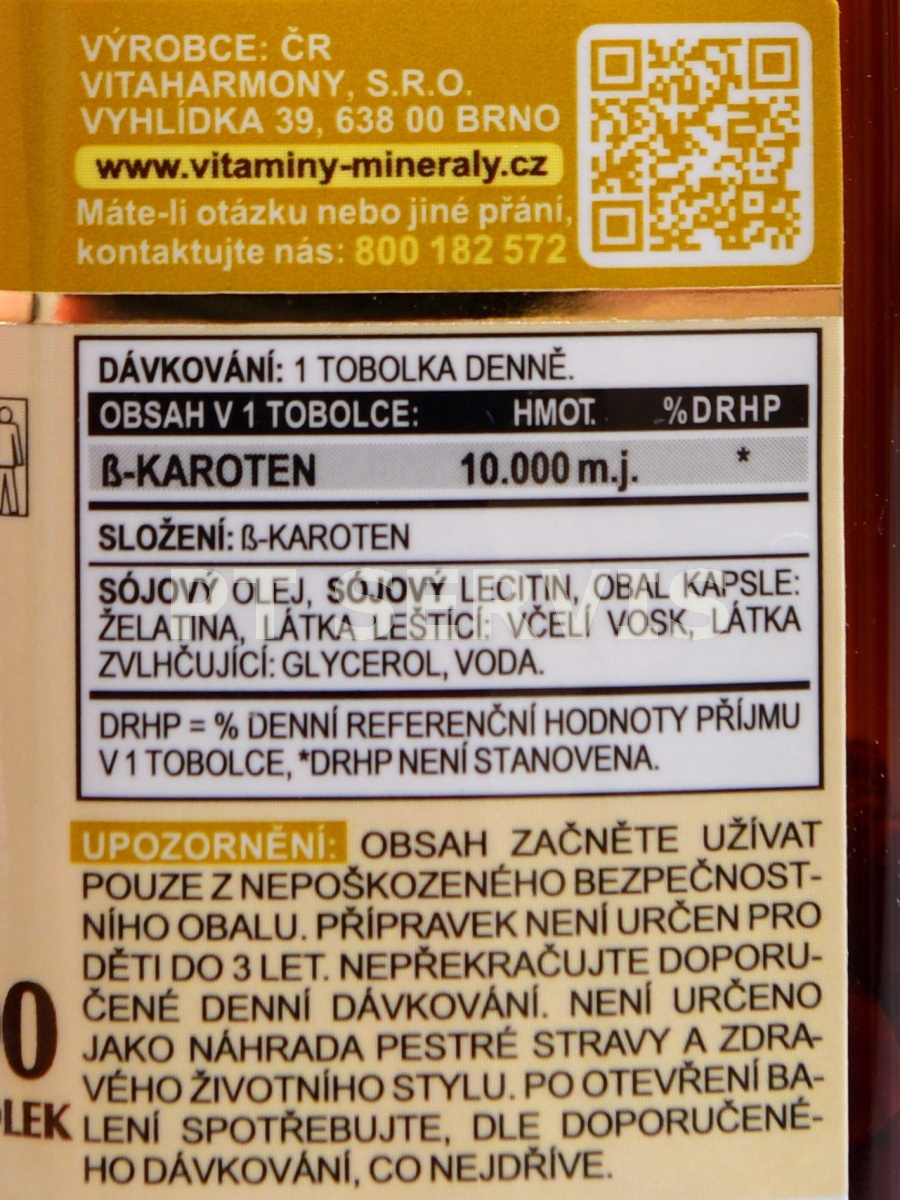 VÝROBCE: ČR
VITAHARMONY, S.R.O.
VYHLÍDKA 39, 638 00 BRNO
www.vitaminy-mineraly.cz
Máte-li otázku nebo jiné přání,
kontaktujte nás: 800 182 572
DÁVKOVÁNÍ: 1 TOBOLKA DENNĚ.
OBSAH V 1 TOBOLCE: HMOT. %DRHP
ß-KAROTEN 10.000 m.j. *
SLOŽENÍ: ß-KAROTEN
SÓJOVÝ OLEJ, SÓJOVÝ LECITIN, OBAL KAPSLE:
PT SERVIS
ŽELATINA, LÁTKA LEŠTÍCÍ: VČELÍ VOSK, LÁTKA
ZVLHČUJÍCÍ: GLYCEROL, VODA.
DRHP = % DENNÍ REFERENČNÍ HODNOTY PŘÍJMU
V 1 TOBOLCE, *DRHP NENÍ STANOVENA.
UPOZORNĚNÍ: OBSAH ZAČNĚTE UŽÍVAT
POUZE Z NEPOŠKOZENÉHO BEZPEČNOST-
NÍHO OBALU. PŘÍPRAVEK NENÍ URČEN PRO
DĚTI DO 3 LET. NEPŘEKRAČUJTE DOPORU-
ČENÉ DENNÍ DÁVKOVÁNÍ. NENÍ URČENO
JAKO NÁHRADA PESTRÉ STRAVY A ZDRA-
VÉHO ŽIVOTNÍHO STYLU. PO OTEVŘENÍ BA-
LENÍ SPOTŘEBUJTE, DLE DOPORUČENÉ-
HO DÁVKOVÁNÍ, CO NEJDŘÍVE.
0
LEK